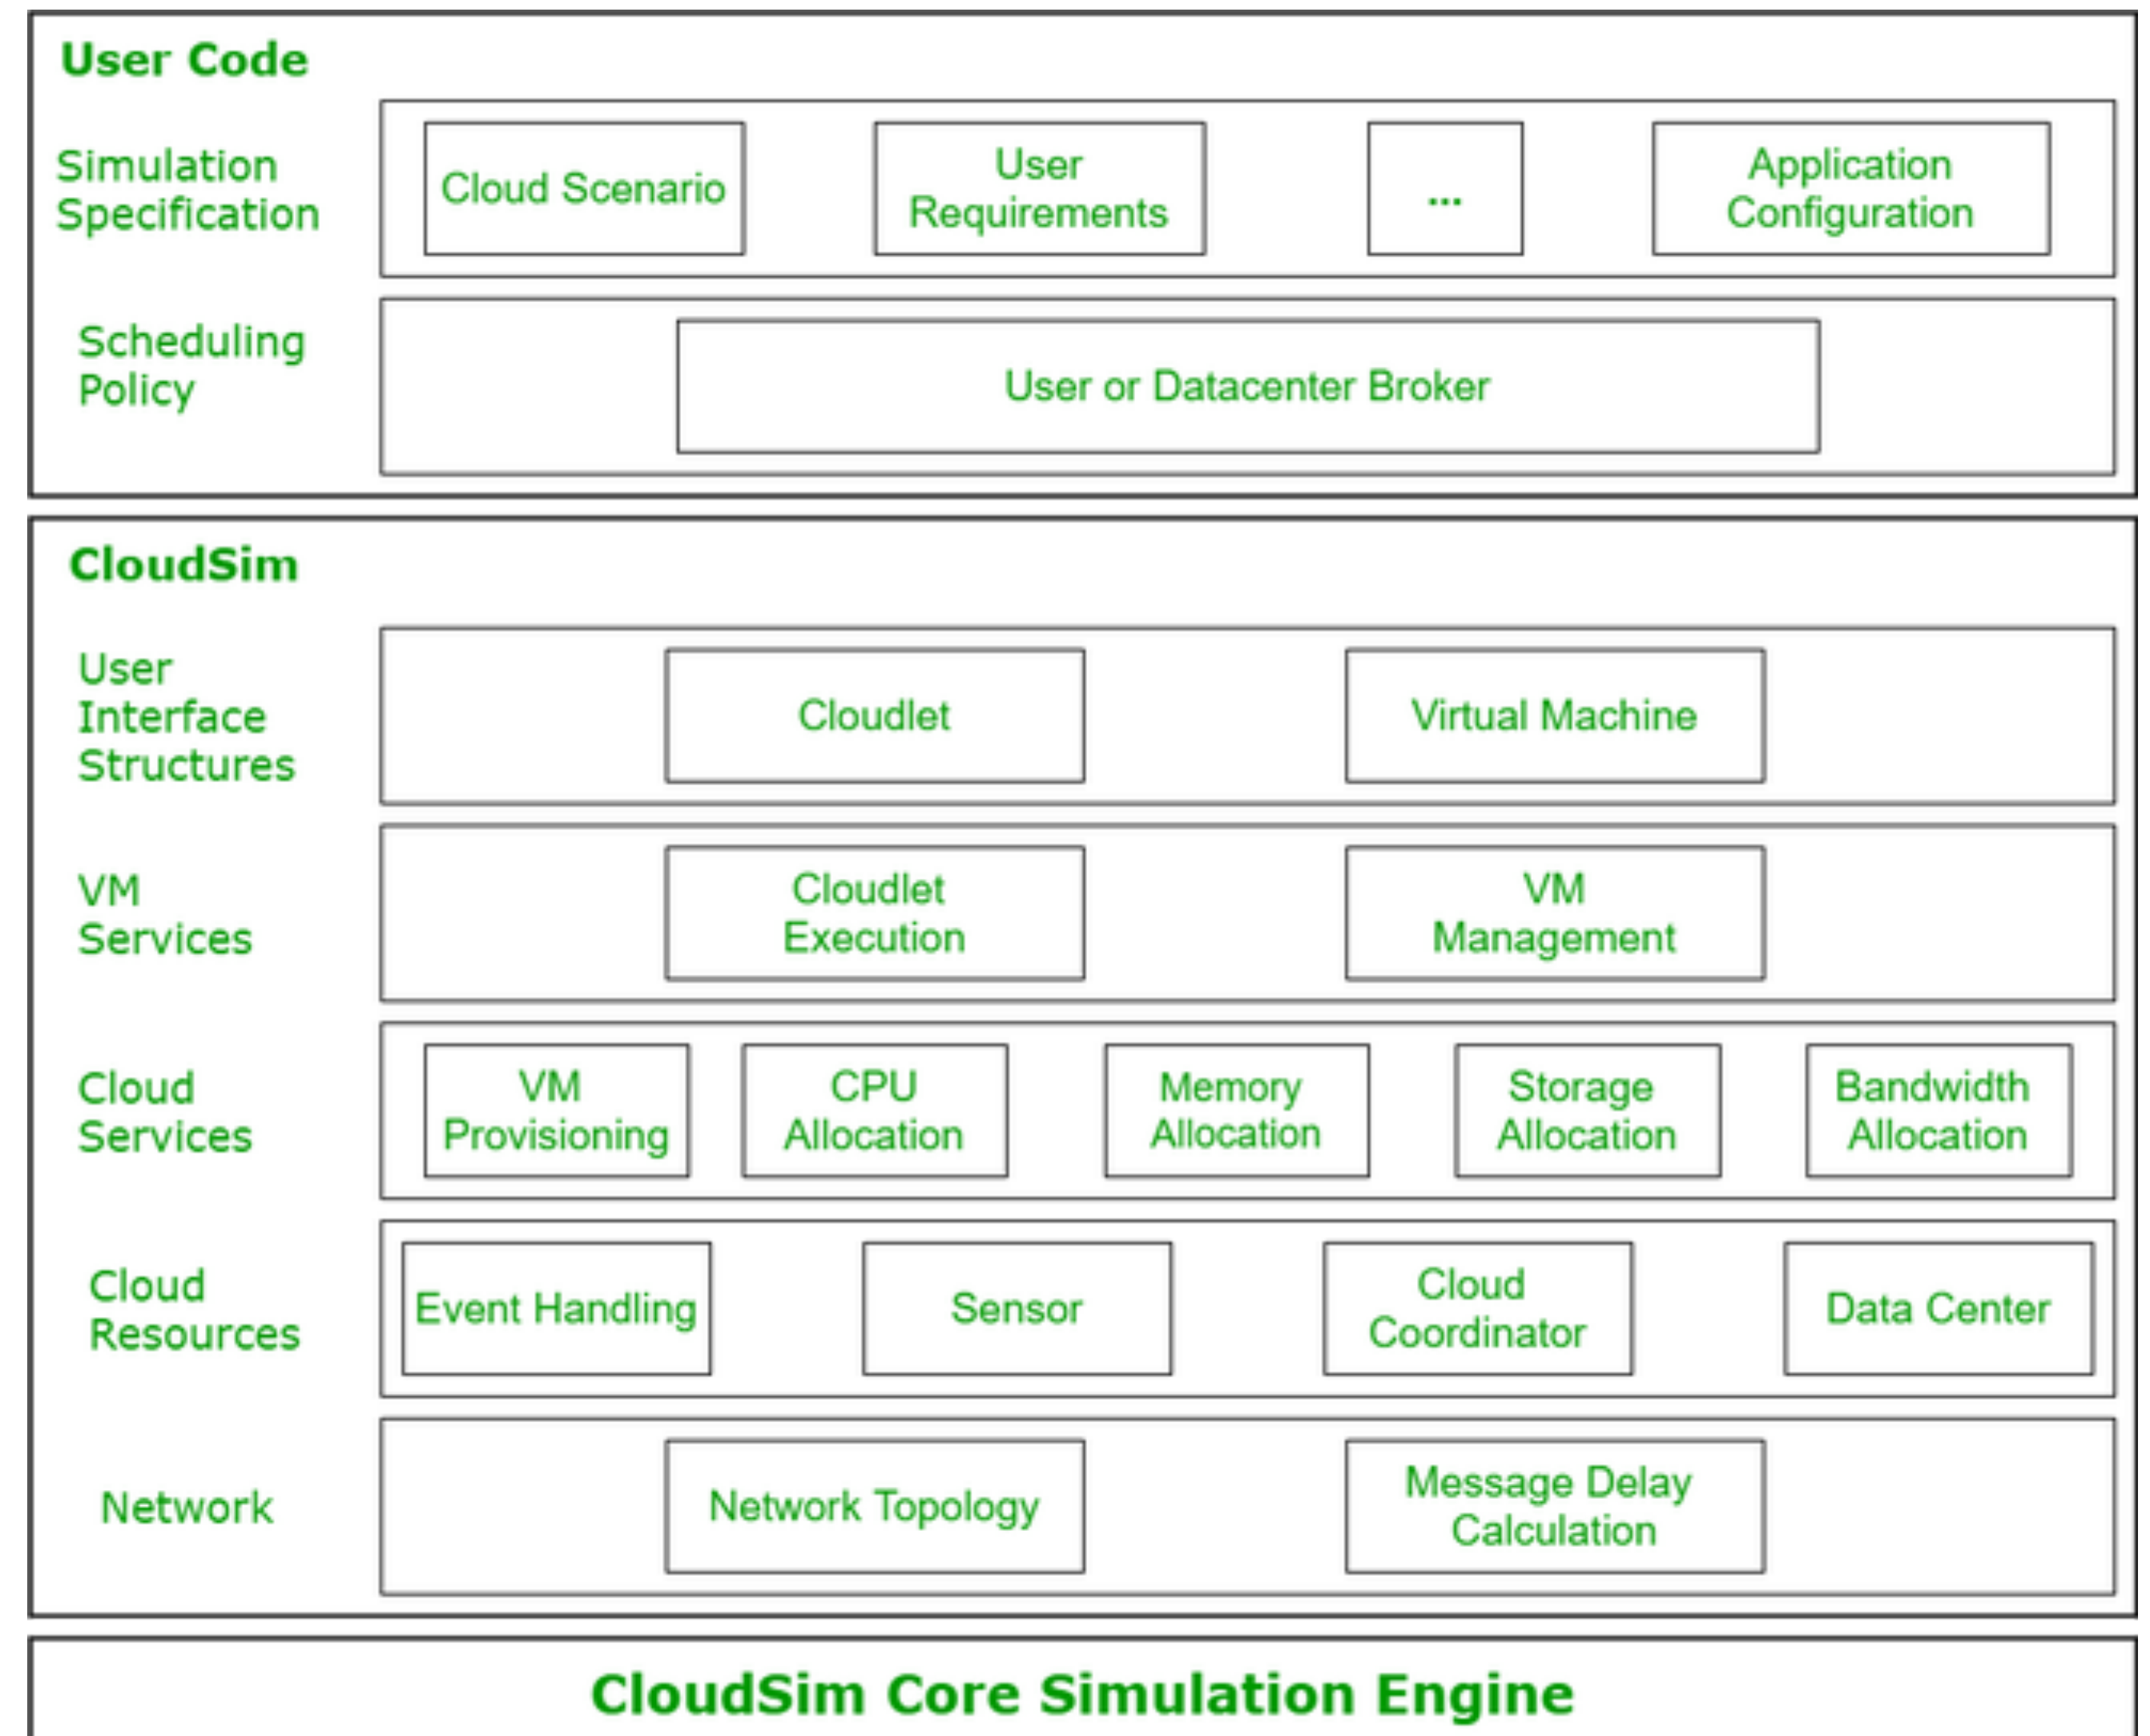 User Code
Simulation
Specification
Cloud Scenario
User
Requirements
...
Application
Configuration
Scheduling
Policy
User or Datacenter Broker
CloudSim
User
Interface
Structures
Cloudlet
Virtual Machine
VM
Services
Cloudlet
Execution
VM
Management
Cloud
Services
VM
Provisioning
CPU
Allocation
Memory
Allocation
Storage
Allocation
Bandwidth
Allocation
Cloud
Resources
Event Handling
Sensor
Cloud
Coordinator
Data Center
Network
Network Topology
Message Delay
Calculation
CloudSim Core Simulation Engine